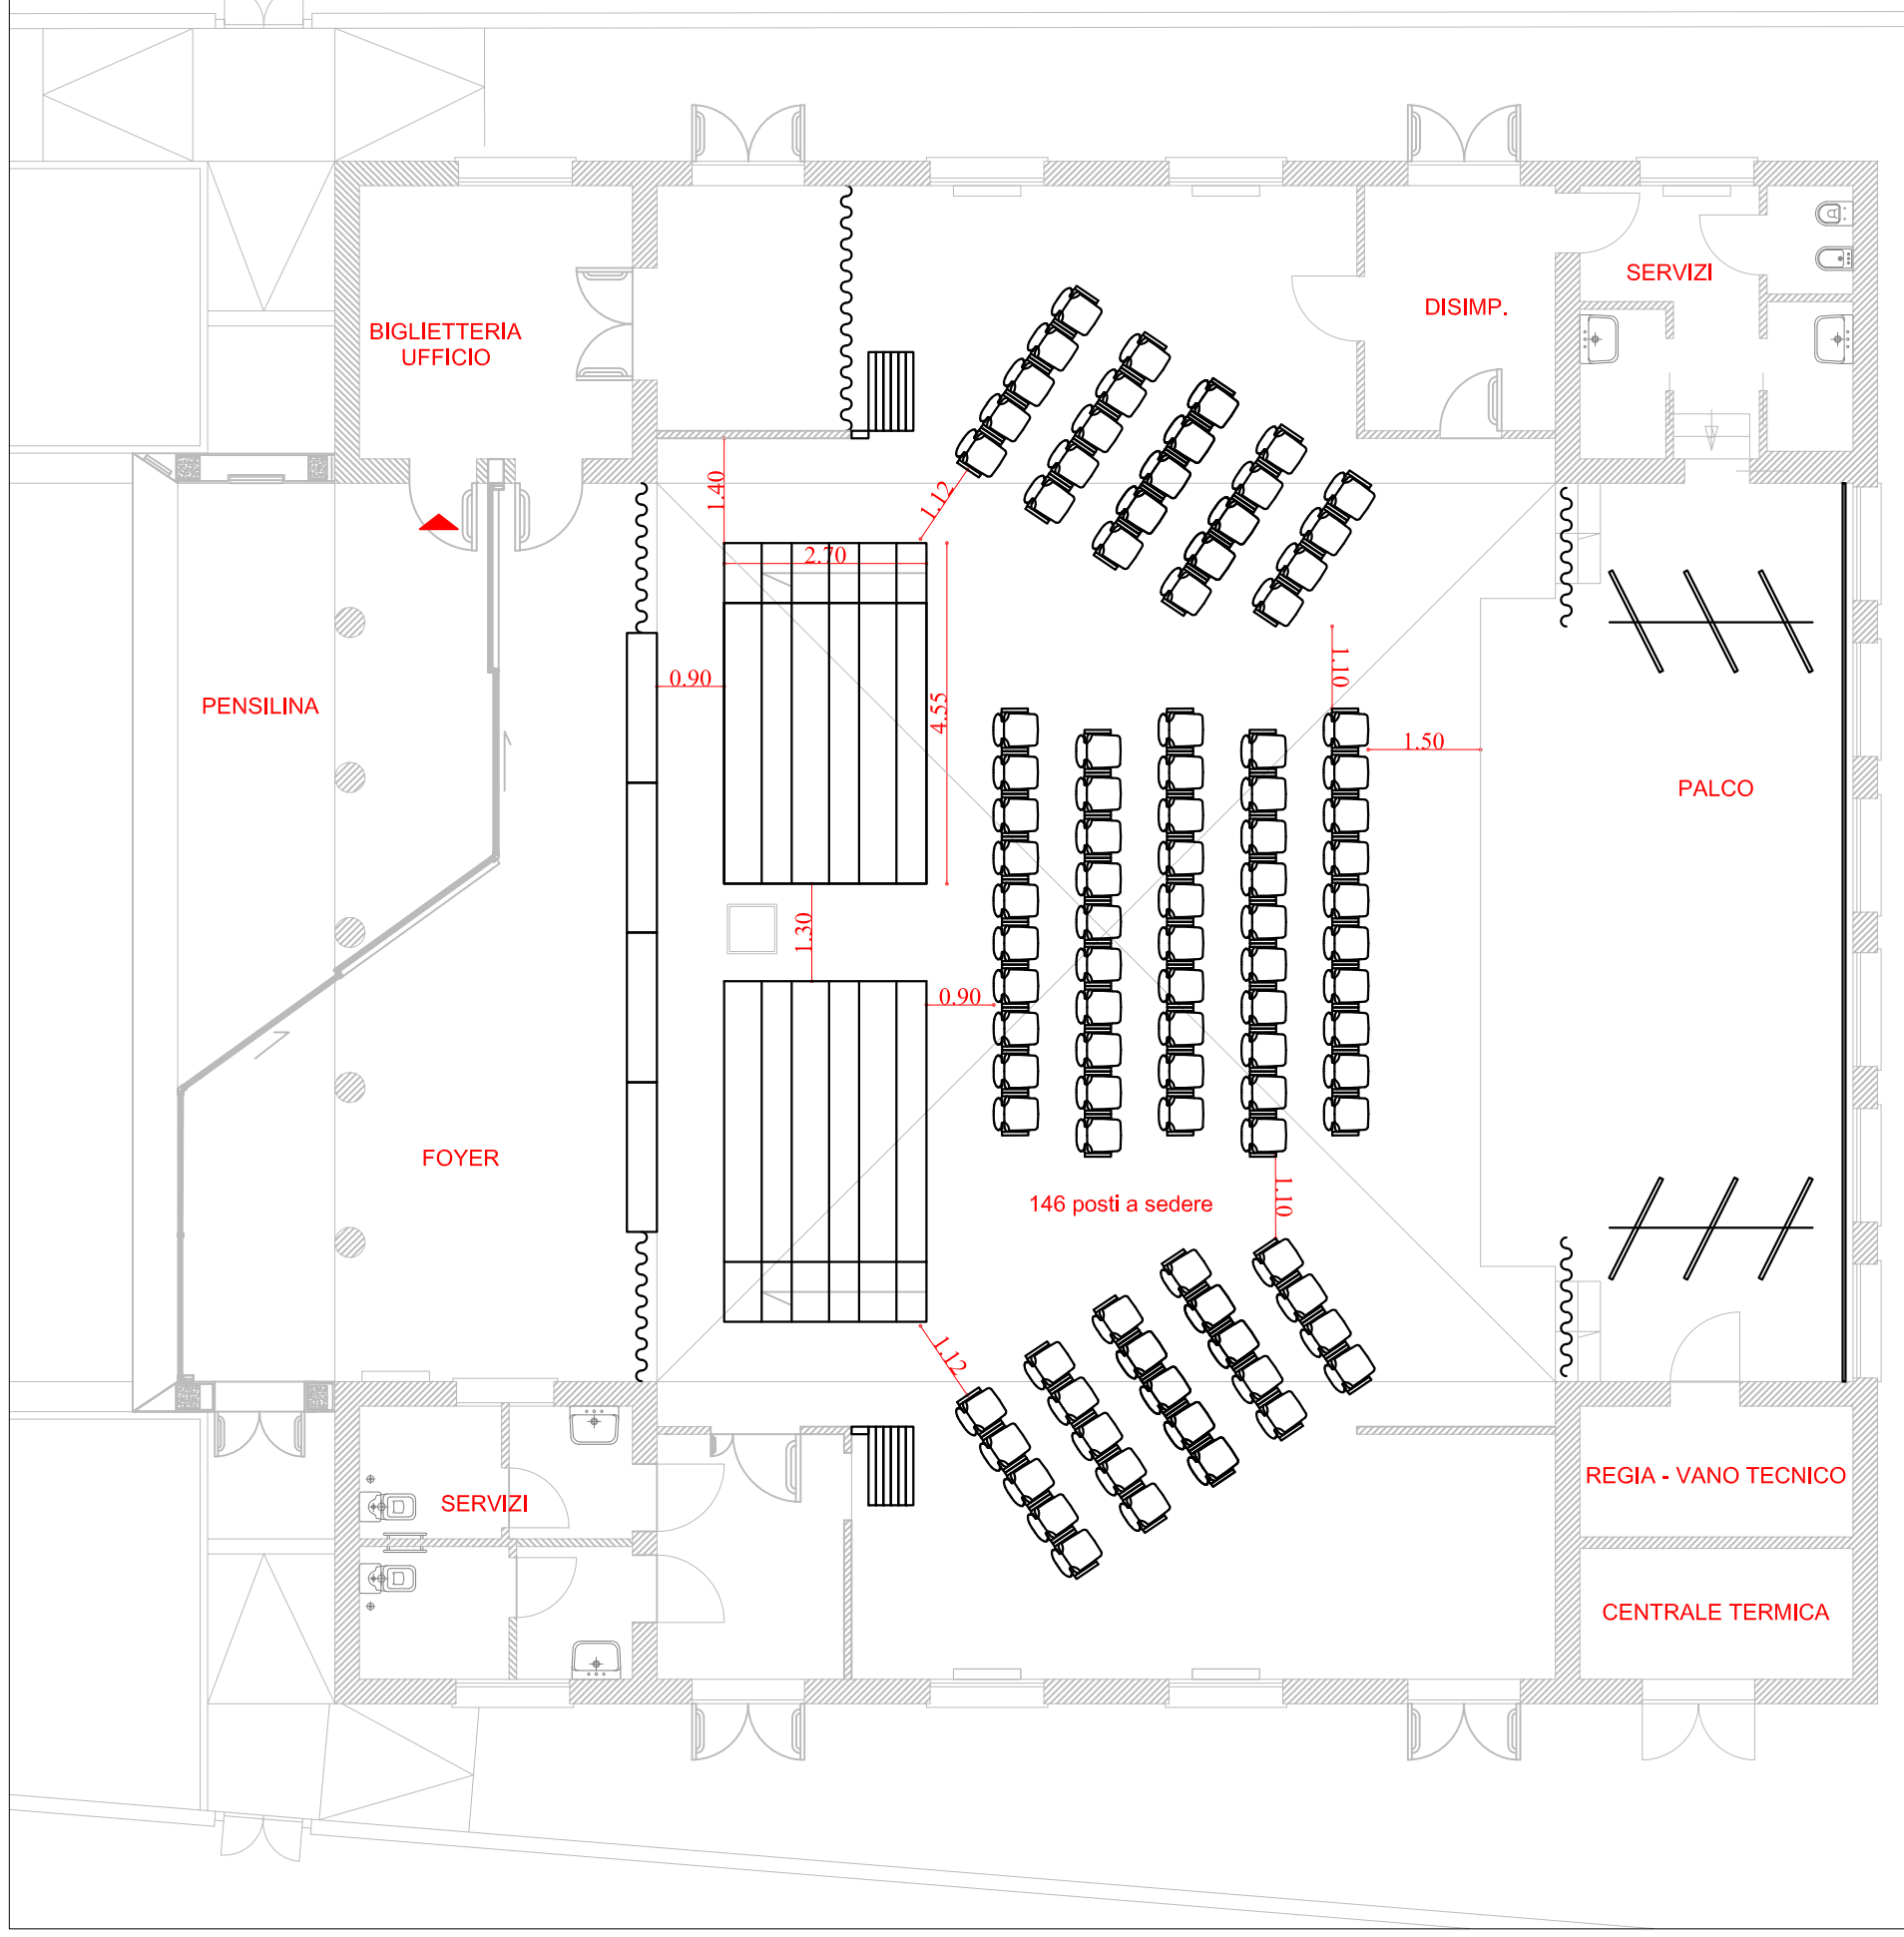 SERVIZI
DISIMP.
BIGLIETTERIA
UFFICIO
1.40
1.12
2.70
PENSILINA
0.90
4.55
1.10
1.50
PALCO
1.30
0.90
FOYER
146 posti a sedere
1.10
1.12
SERVIZI
REGIA - VANO TECNICO
CENTRALE TERMICA